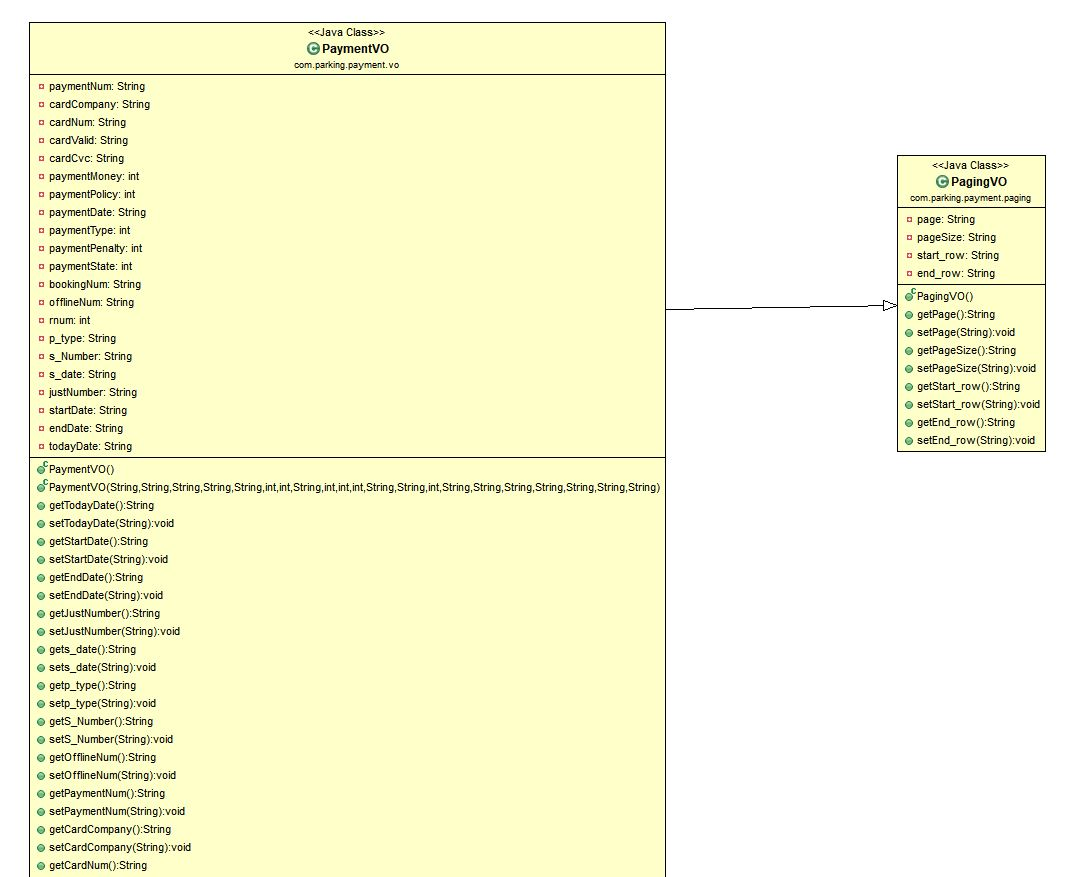 <<Java Class>>
PaymentVO
com.parking.payment.vo
paymentNum: String
cardCompany: String
cardNum: String
cardValid: String
cardCvc: String
paymentMoney: int
paymentPolicy: int
paymentDate: String
paymentType: int
paymentPenalty: int
paymentState: int
bookingNum: String
offlineNum: String
rnum: int
p_type: String
s_Number: String
s_date: String
justNumber: String
startDate: String
endDate: String
todayDate: String
PaymentVO()
PaymentVO(String,String,String,String,String,int,int,String,int,int,int,String,String,int,String,String,String,String,String,String,String)
getTodayDate():String
setTodayDate(String):void
getStartDate():String
setStartDate(String):void
getEndDate():String
setEndDate(String):void
getJustNumber():String
setJustNumber(String):void
gets_date():String
sets_date(String):void
getp_type():String
setp_type(String):void
getS_Number():String
setS_Number(String):void
getOfflineNum():String
setOfflineNum(String):void
getPaymentNum():String
setPaymentNum(String):void
getCardCompany():String
setCardCompany(String):void
getCardNum():String
<<Java Class>>
PagingVO
com.parking.payment.paging
page: String
pageSize: String
start_row: String
end_row: String
PagingVO()
getPage():String
setPage(String):void
getPageSize():String
setPageSize(String):void
getStart_row():String
setStart_row(String):void
getEnd_row():String
setEnd_row(String):void